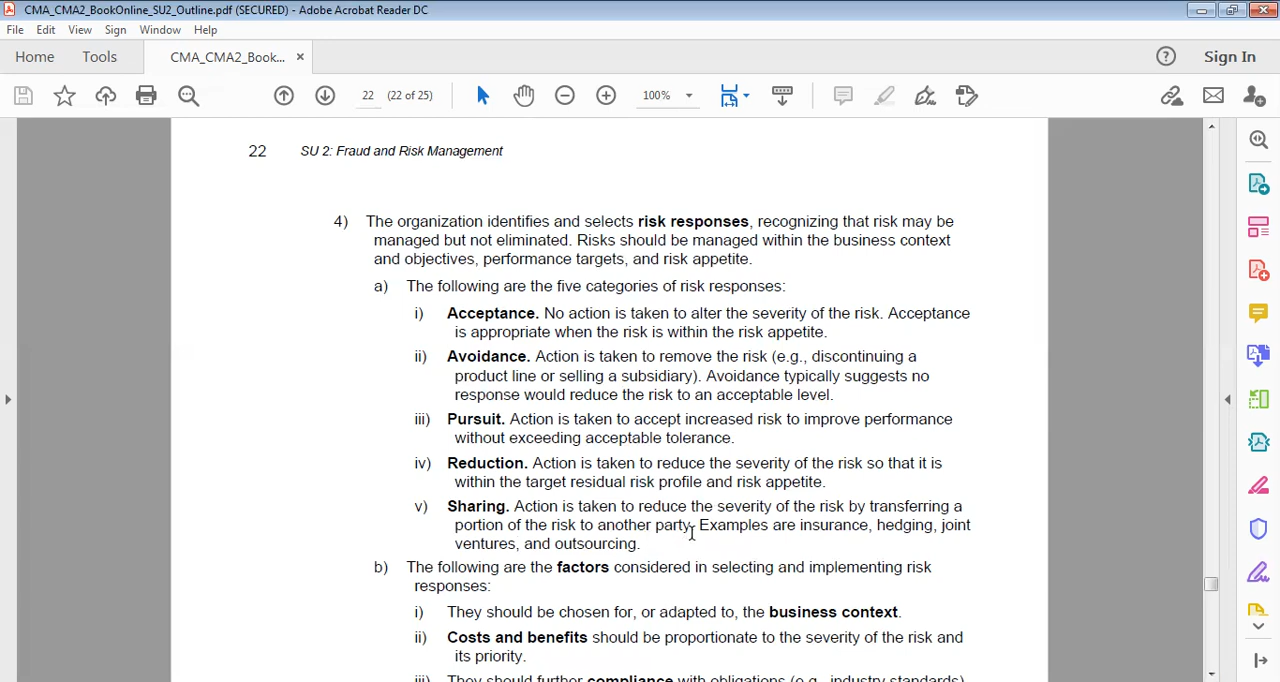 CMA_CMA2_BookOnline_SU2_Outline.pdf (SECURED) - Adobe Acrobat Reader DC
File Edit View Sign Window Help
Home Tools CMA_CMA2_Book... × ? Sign In
22 (22 of 25) 100%
22 SU 2: Fraud and Risk Management
4) The organization identifies and selects risk responses, recognizing that risk may be
managed but not eliminated. Risks should be managed within the business context
and objectives, performance targets, and risk appetite.
a) The following are the five categories of risk responses:
i) Acceptance. No action is taken to alter the severity of the risk. Acceptance
is appropriate when the risk is within the risk appetite.
ii) Avoidance. Action is taken to remove the risk (e.g., discontinuing a
product line or selling a subsidiary). Avoidance typically suggests no
response would reduce the risk to an acceptable level.
iii) Pursuit. Action is taken to accept increased risk to improve performance
without exceeding acceptable tolerance.
iv) Reduction. Action is taken to reduce the severity of the risk so that it is
within the target residual risk profile and risk appetite.
v) Sharing. Action is taken to reduce the severity of the risk by transferring a
portion of the risk to another party. Examples are insurance, hedging, joint
ventures, and outsourcing.
b) The following are the factors considered in selecting and implementing risk
responses:
i) They should be chosen for, or adapted to, the business context.
ii) Costs and benefits should be proportionate to the severity of the risk and
its priority.
iii) They should further compliance with obligations (e.g., industry standards)